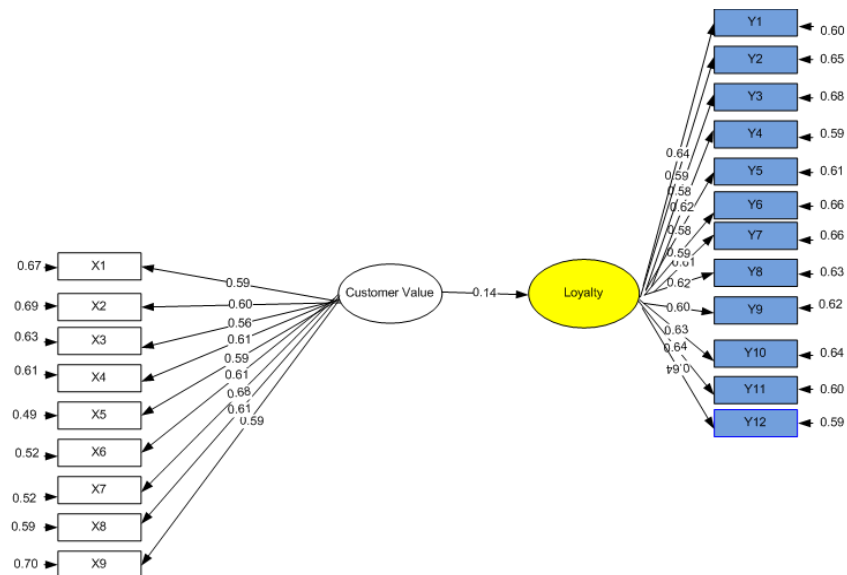 Y1
0.60
Y2
0.65
Y3
0.68
Y4
0.59
Y5
0.61
Y6
0.66
Y7
0.66
Y8
0.63
Y9
0.62
Y10
0.64
Y11
0.60
Y12
0.59
0.64
0.59
0.58
0.62
0.58
0.59
0.61
0.62
0.60
0.63
0.64
0.64
Customer Value
0.14
Loyalty
0.67
X1
0.69
X2
0.63
X3
0.61
X4
0.49
X5
0.52
X6
0.52
X7
0.59
X8
0.70
X9
0.59
0.60
0.56
0.61
0.59
0.61
0.68
0.61
0.59